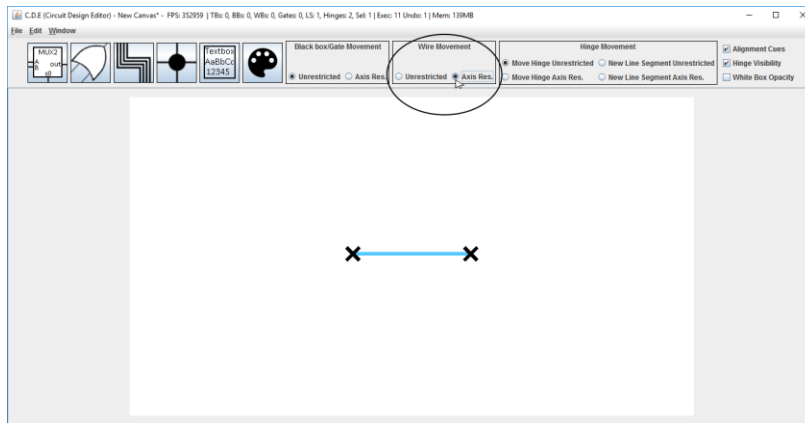 C.D.E (Circuit Design Editor) - New Canvas* - FPS: 352959 | TBs: 0, BBs: 0, WBs: 0, Gates: 0, LS: 1, Hinges: 2, Sel: 1 | Exec: 11 Undo: 1 | Mem: 139MB
File Edit Window
MUX2
A
B
out
s0
Textbox
AaBbCc
12345
Black box/Gate Movement
Unrestricted Axis Res.
Wire Movement
Unrestricted Axis Res.
Hinge Movement
Move Hinge Unrestricted New Line Segment Unrestricted
Move Hinge Axis Res. New Line Segment Axis Res.
Alignment Cues
Hinge Visibility
White Box Opacity